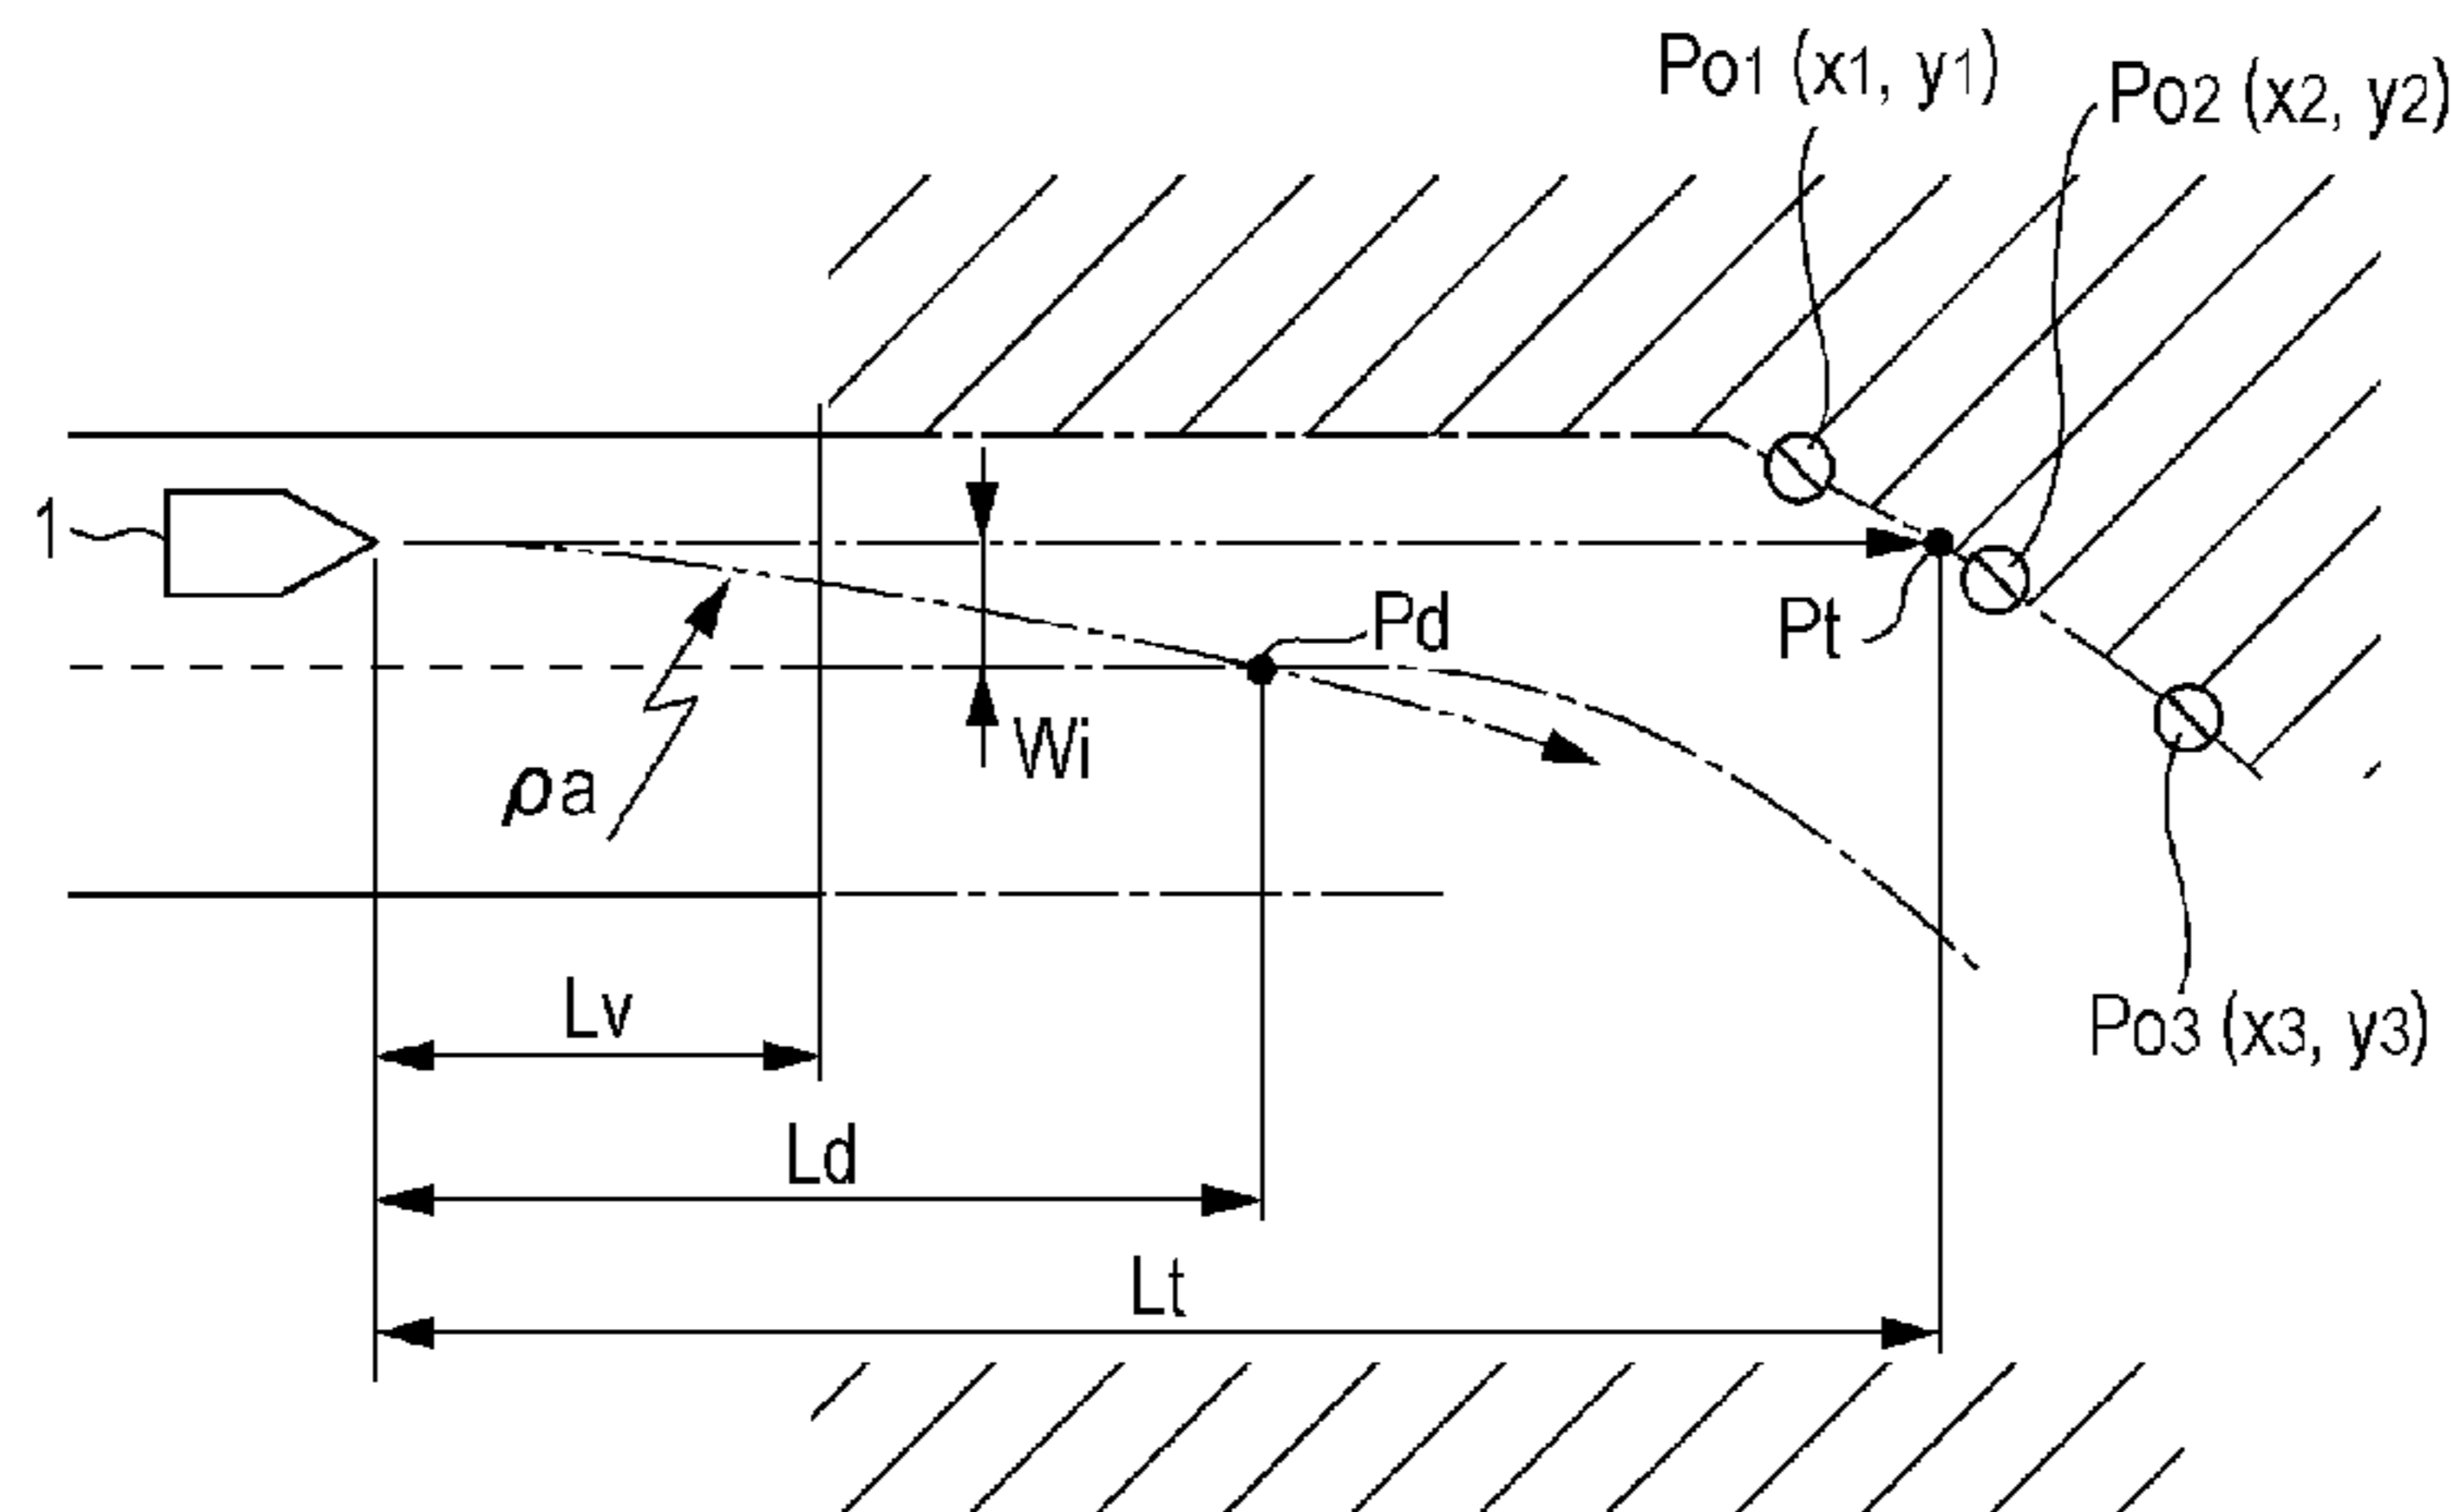 Po1 (x1, y1)
Po2 (x2, y2)
1
Pd
Pt
Wi
ρa
Lv
Po3 (x3, y3)
Ld
Lt